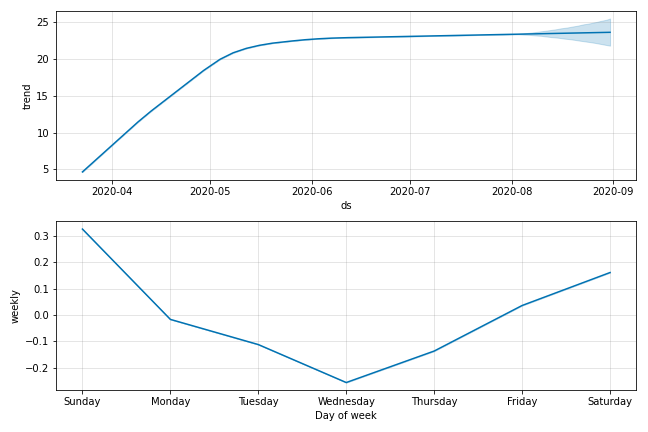 25
20
15
10
5
trend
2020-04 2020-05 2020-06 2020-07 2020-08 2020-09
ds
0.3
0.2
0.1
0.0
−0.1
−0.2
weekly
Sunday Monday Tuesday Wednesday Thursday Friday Saturday
Day of week